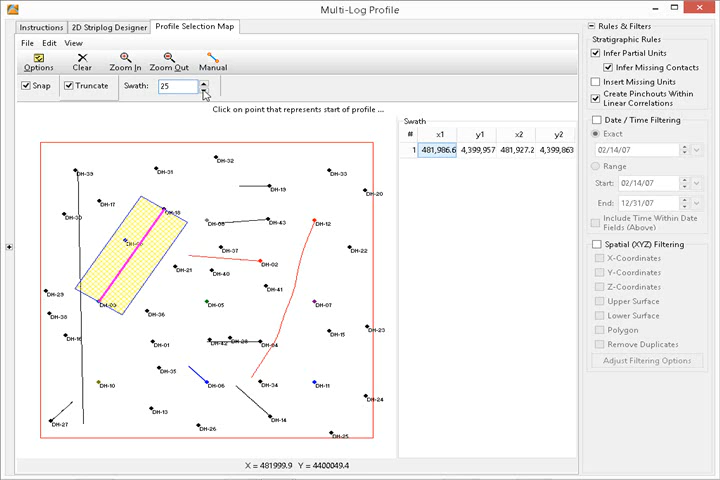 Multi-Log Profile
Instructions
2D Striplog Designer
Profile Selection Map
File Edit View
Options Clear Zoom In Zoom Out Manual
Snap Truncate Swath: 25
Click on point that represents start of profile ...
DH-32
DH-39
DH-31
DH-33
DH-19
DH-20
DH-17
DH-30
DH-18
DH-08
DH-43
DH-12
DH-37
DH-22
DH-21
DH-02
DH-40
DH-41
DH-29
DH-03
DH-05
DH-07
DH-38
DH-36
DH-23
DH-16
DH-15
DH-01
DH-42
DH-28
DH-04
DH-35
DH-10
DH-06
DH-34
DH-11
DH-24
DH-13
DH-14
DH-27
DH-26
DH-25
X = 481999.9 Y = 4400049.4
Swath
# x1 y1 x2 y2
1 481,986.6 4,399,957 481,927.2 4,399,863
Rules & Filters
Stratigraphic Rules
Infer Partial Units
Infer Missing Contacts
Insert Missing Units
Create Pinchouts Within
Linear Correlations
Date / Time Filtering
Exact
02/14/07
Range
Start: 02/14/07
End: 12/31/07
Include Time Within Date
Fields (Above)
Spatial (XYZ) Filtering
X-Coordinates
Y-Coordinates
Z-Coordinates
Upper Surface
Lower Surface
Polygon
Remove Duplicates
Adjust Filtering Options